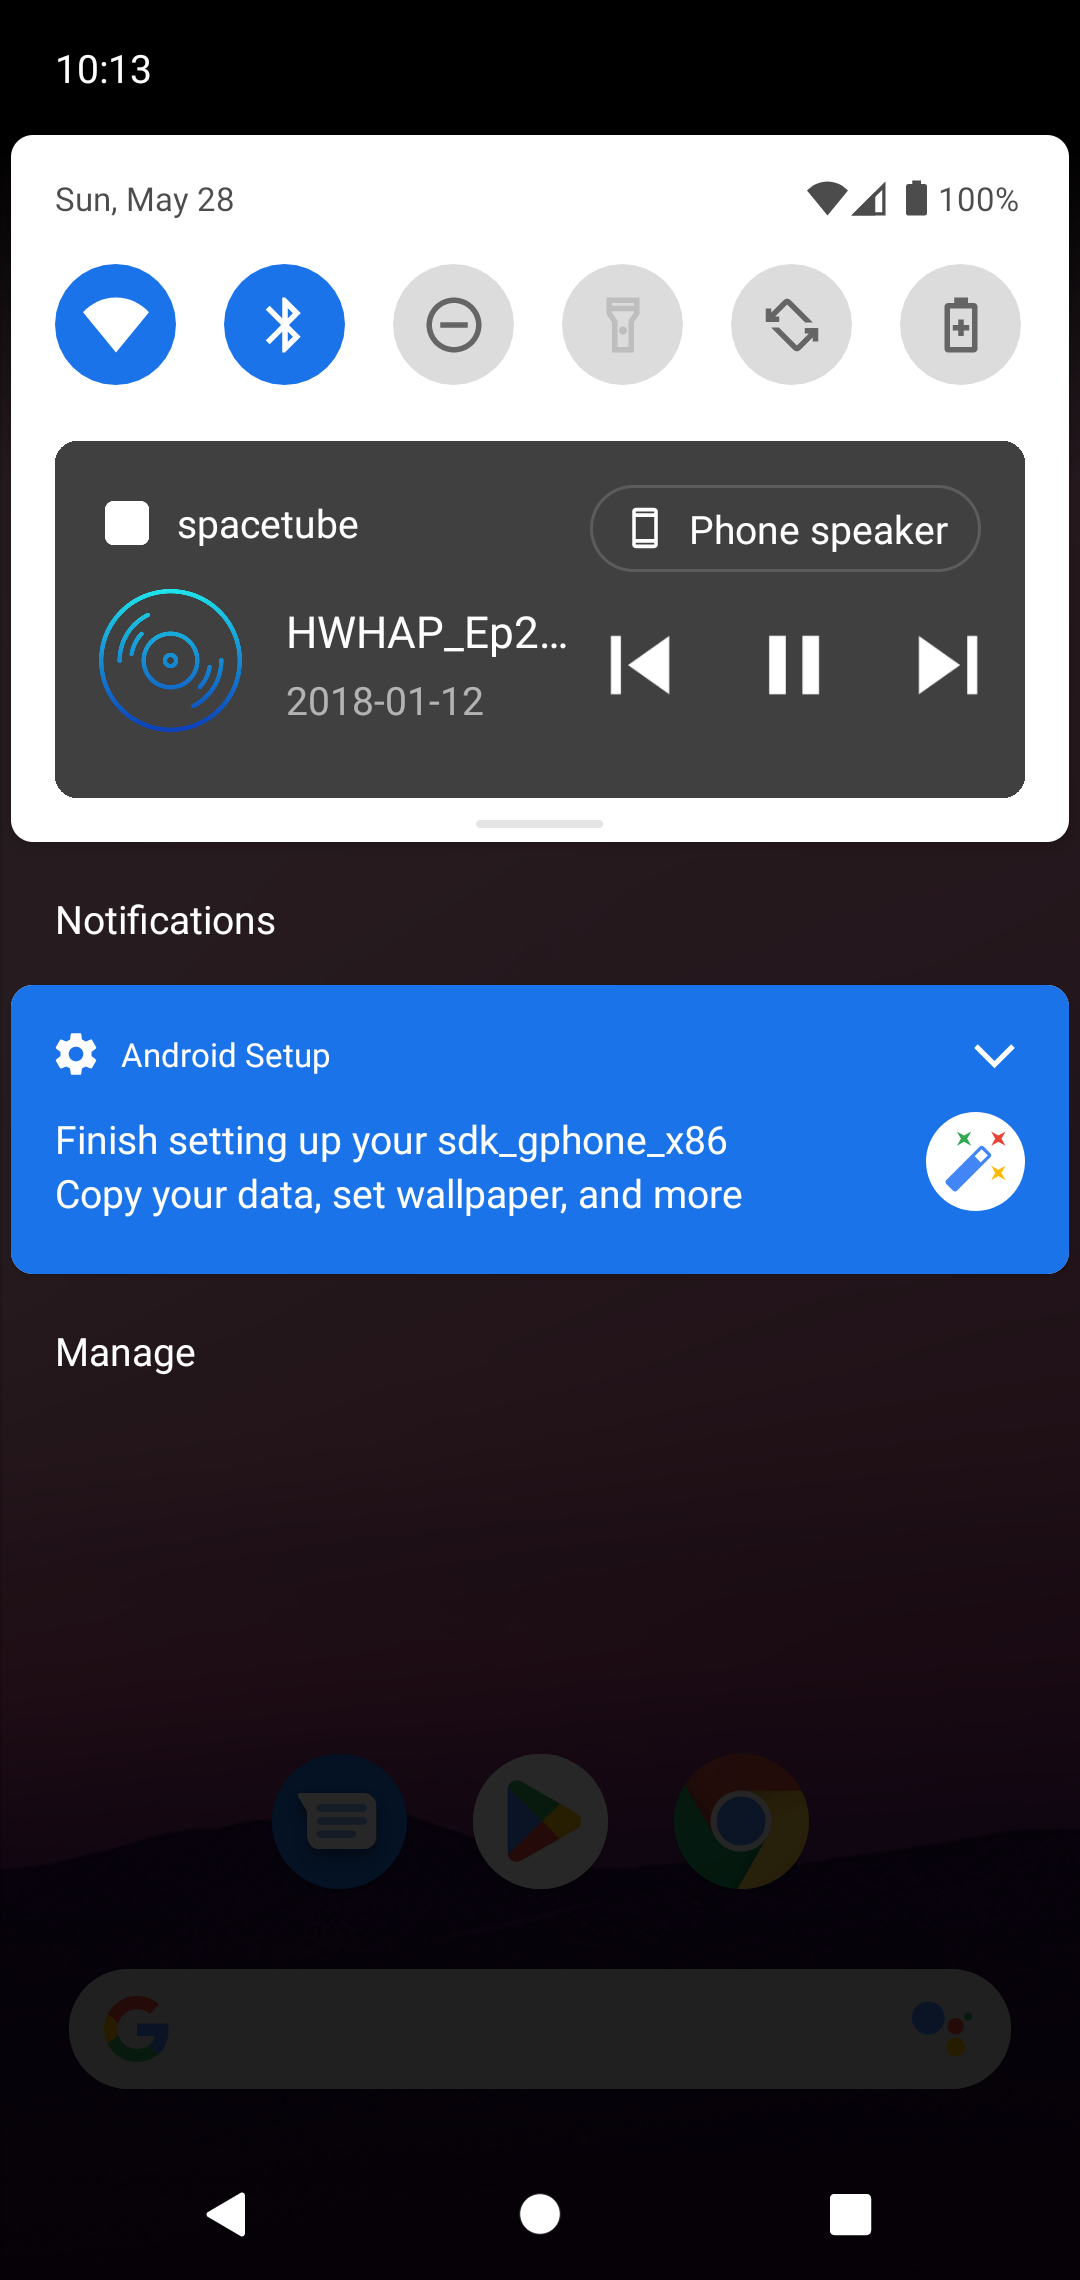 10:13
Sun, May 28
100%
spacetube
Phone speaker
HWHAP_Ep2...
2018-01-12
Notifications
Android Setup
Finish setting up your sdk_gphone_x86
Copy your data, set wallpaper, and more
Manage